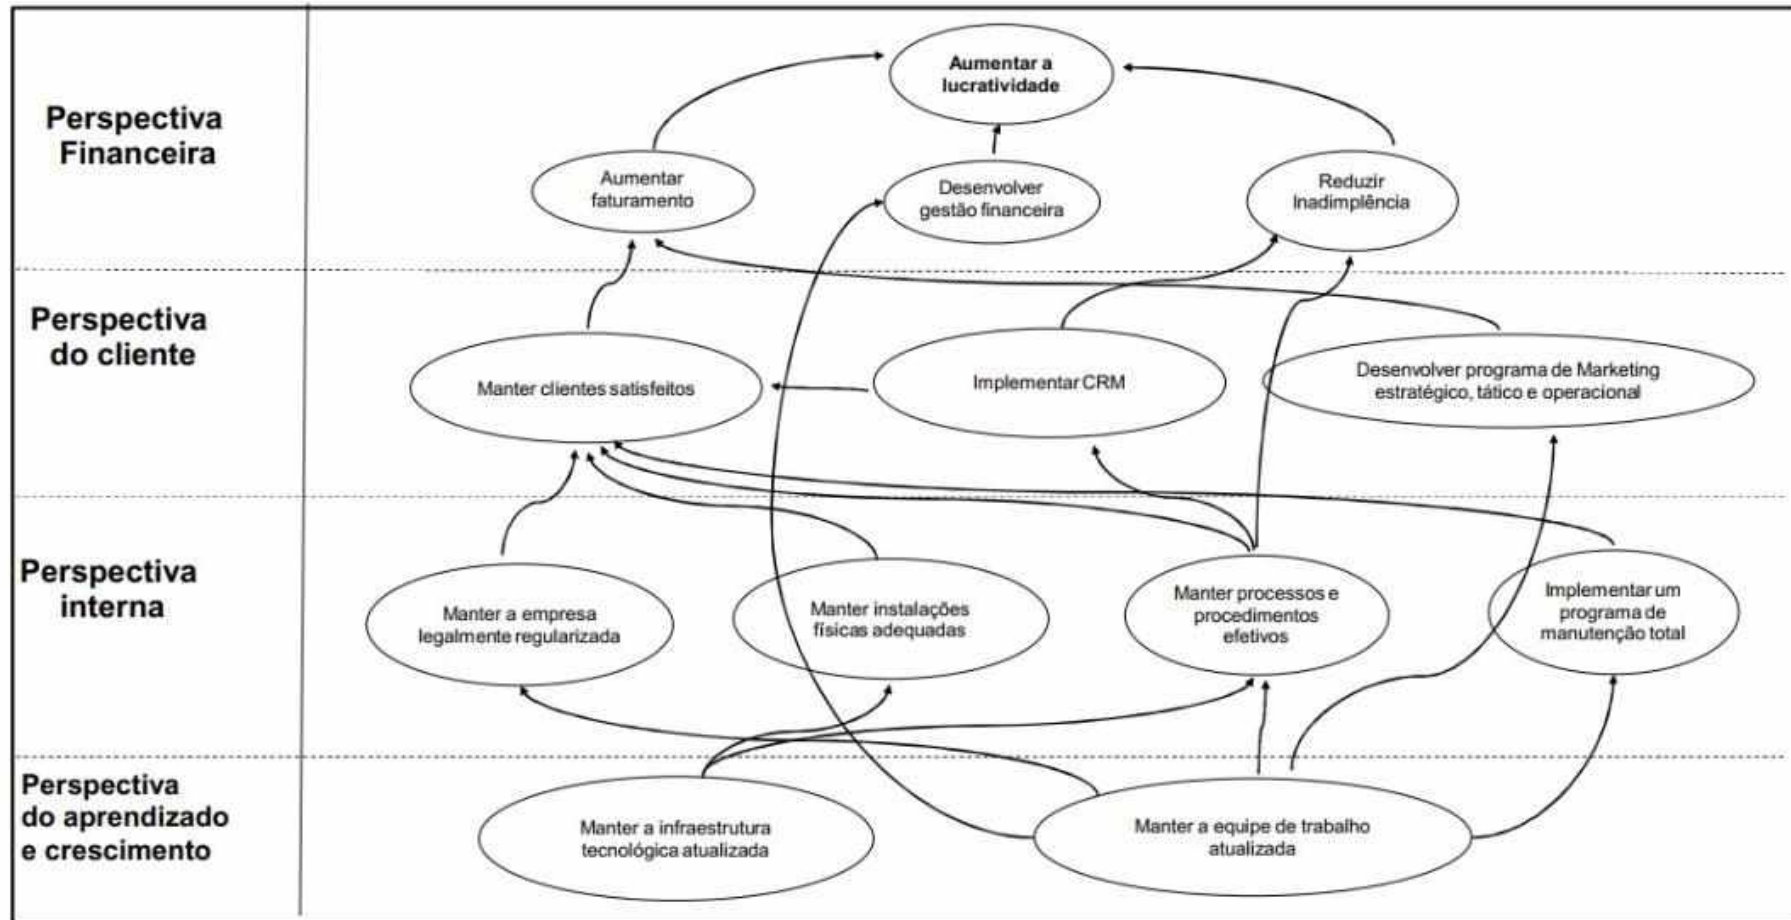 Perspectiva
Financeira
Aumentar a
lucratividade
Aumentar
faturamento
Desenvolver
gestão financeira
Reduzir
Inadimplência
Perspectiva
do cliente
Manter clientes satisfeitos
Implementar CRM
Desenvolver programa de Marketing
estratégico, tático e operacional
Perspectiva
interna
Manter a empresa
legalmente regularizada
Manter instalações
físicas adequadas
Manter processos e
procedimentos
efetivos
Implementar um
programa de
manutenção total
Perspectiva
do aprendizado
e crescimento
Manter a infraestrutura
tecnológica atualizada
Manter a equipe de trabalho
atualizada